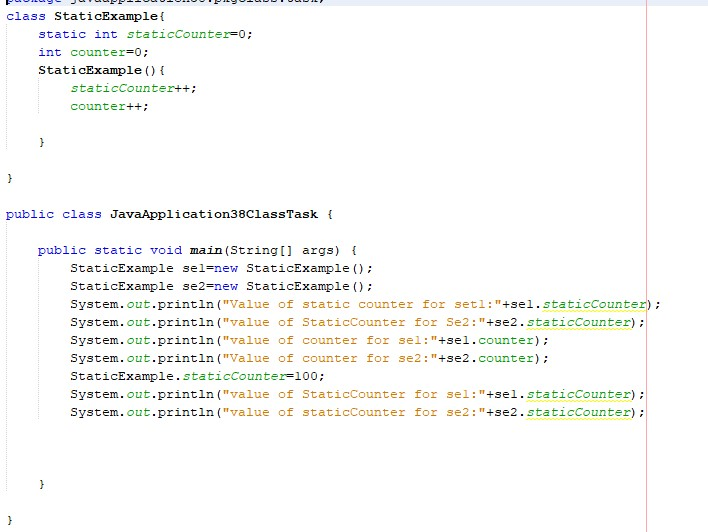 class StaticExample{
static int staticCounter=0;
int counter=0;
StaticExample(){
staticCounter++;
counter++;
}
}
public class JavaApplication38ClassTask {
public static void main(String[] args) {
StaticExample se1=new StaticExample();
StaticExample se2=new StaticExample();
System.out.println("Value of static counter for set1:"+se1.staticCounter);
System.out.println("Value of StaticCounter for Se2:"+se2.staticCounter);
System.out.println("value of counter for se1:"+se1.counter);
System.out.println("Value of counter for se2:"+se2.counter);
StaticExample.staticCounter=100;
System.out.println("value of StaticCounter for se1:"+se1.staticCounter);
System.out.println("value of staticCounter for se2:"+se2.staticCounter);
}
}